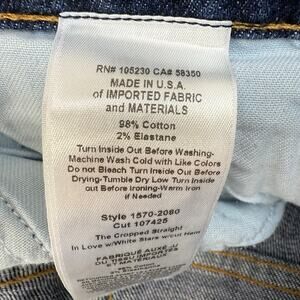 RN# 105230 CA# 58350
MADE IN U.S.A.
of IMPORTED FABRIC
and MATERIALS
98% Cotton
2% Elastane
Turn Inside Out Before Washing-
Machine Wash Cold with Like Colors
Do not Bleach Turn Inside Out Before
Drying-Tumble Dry Low Turn Inside
out Before Ironing-Warm Iron
if Needed
Style 1570-2080
Cut 107425
The Cropped Straight
In Love w/White Stars w/cut Hem
FABRIQUÉ AUX É-U